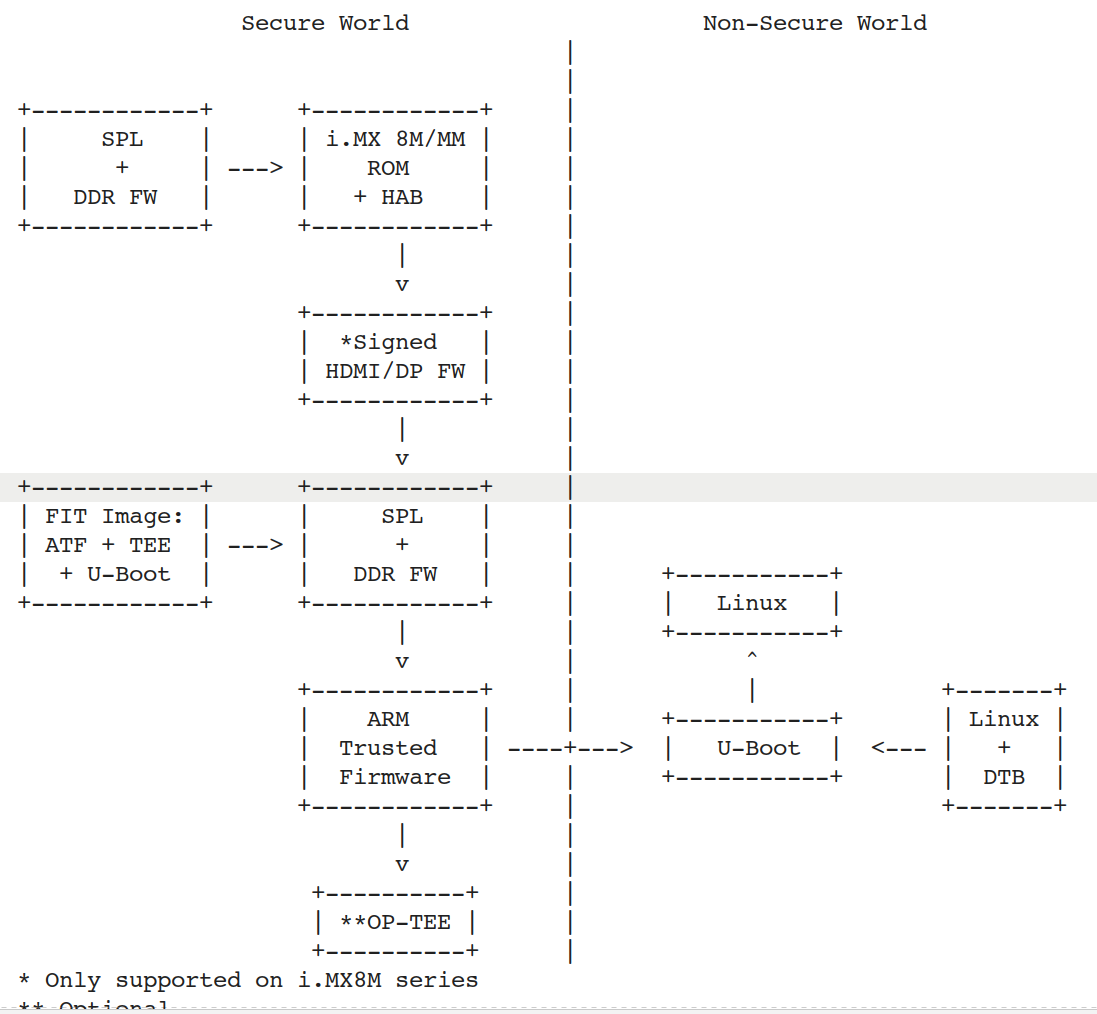 Secure World                     |              Non-Secure World
                                       |
                                       |
+------------+      +------------+     |
|     SPL    |      | i.MX 8M/MM |     |
|      +     | ---> |    ROM     |     |
|   DDR FW   |      |   + HAB    |     |
+------------+      +------------+     |
                           |           |
                           v           |
                    +------------+     |
                    |  *Signed   |     |
                    | HDMI/DP FW |     |
                    +------------+     |
                           |           |
                           v           |
+------------+      +------------+     |
| FIT Image: |      |     SPL    |     |
| ATF + TEE  | ---> |      +     |     |
|  + U-Boot  |      |   DDR FW   |     |      +-----------+
+------------+      +------------+     |      |   Linux   |
                           |           |      +-----------+
                           v           |            ^
                    +------------+     |            |             +-------+
                    |    ARM     |     |      +-----------+       | Linux |
                    |  Trusted   | ----+--->  |   U-Boot  |  <--- |   +   |
                    |  Firmware  |     |      +-----------+       |  DTB  |
                    +------------+     |                          +-------+
                           |           |
                           v           |
                     +----------+      |
                     | **OP-TEE |      |
                     +----------+      |
* Only supported on i.MX8M series
** Optional